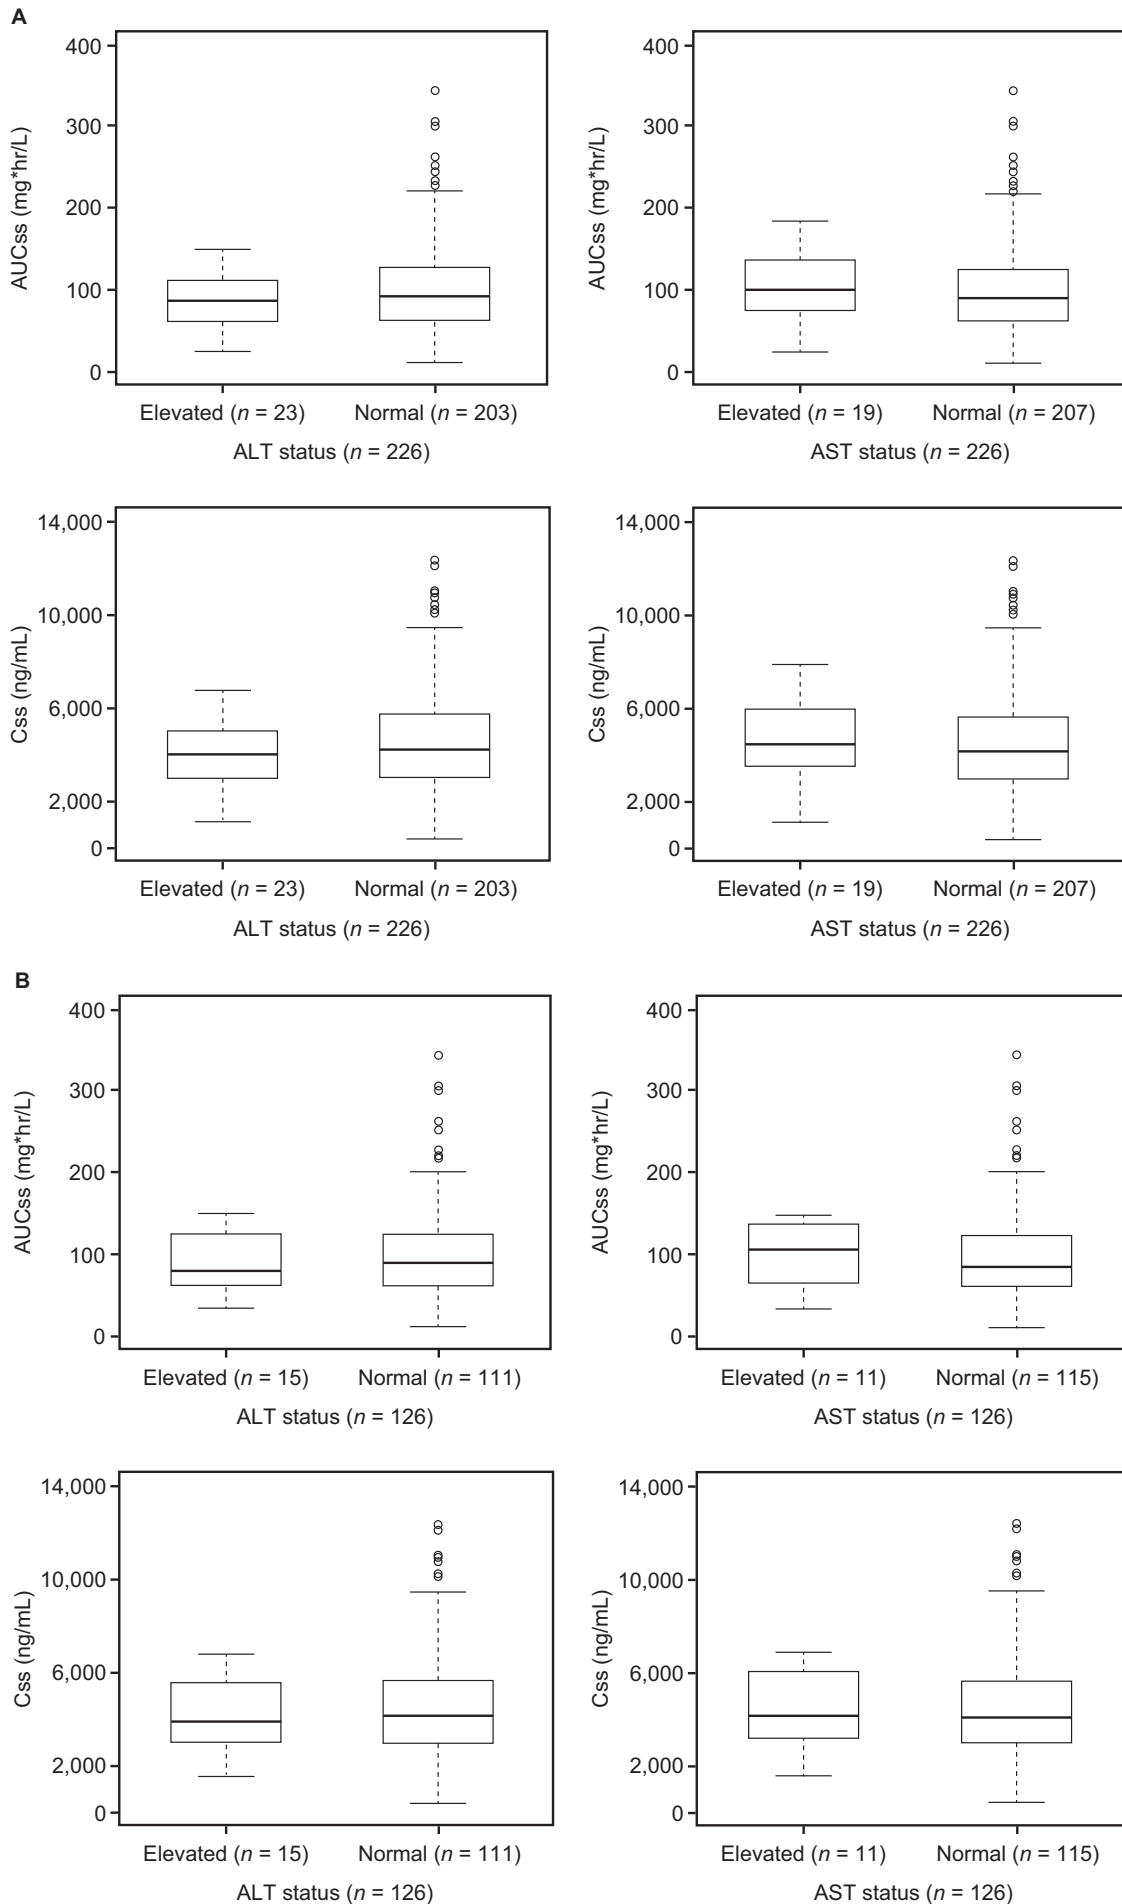 A
400
300
200
100
0
AUCss (mg*hr/L)
Elevated (n = 23) Normal (n = 203)
ALT status (n = 226)
400
300
200
100
0
AUCss (mg*hr/L)
Elevated (n = 19) Normal (n = 207)
AST status (n = 226)
14,000
10,000
6,000
2,000
0
Css (ng/mL)
Elevated (n = 23) Normal (n = 203)
ALT status (n = 226)
14,000
10,000
6,000
2,000
0
Css (ng/mL)
Elevated (n = 19) Normal (n = 207)
AST status (n = 226)
B
400
300
200
100
0
AUCss (mg*hr/L)
Elevated (n = 15) Normal (n = 111)
ALT status (n = 126)
400
300
200
100
0
AUCss (mg*hr/L)
Elevated (n = 11) Normal (n = 115)
AST status (n = 126)
14,000
10,000
6,000
2,000
0
Css (ng/mL)
Elevated (n = 15) Normal (n = 111)
ALT status (n = 126)
14,000
10,000
6,000
2,000
0
Css (ng/mL)
Elevated (n = 11) Normal (n = 115)
AST status (n = 126)